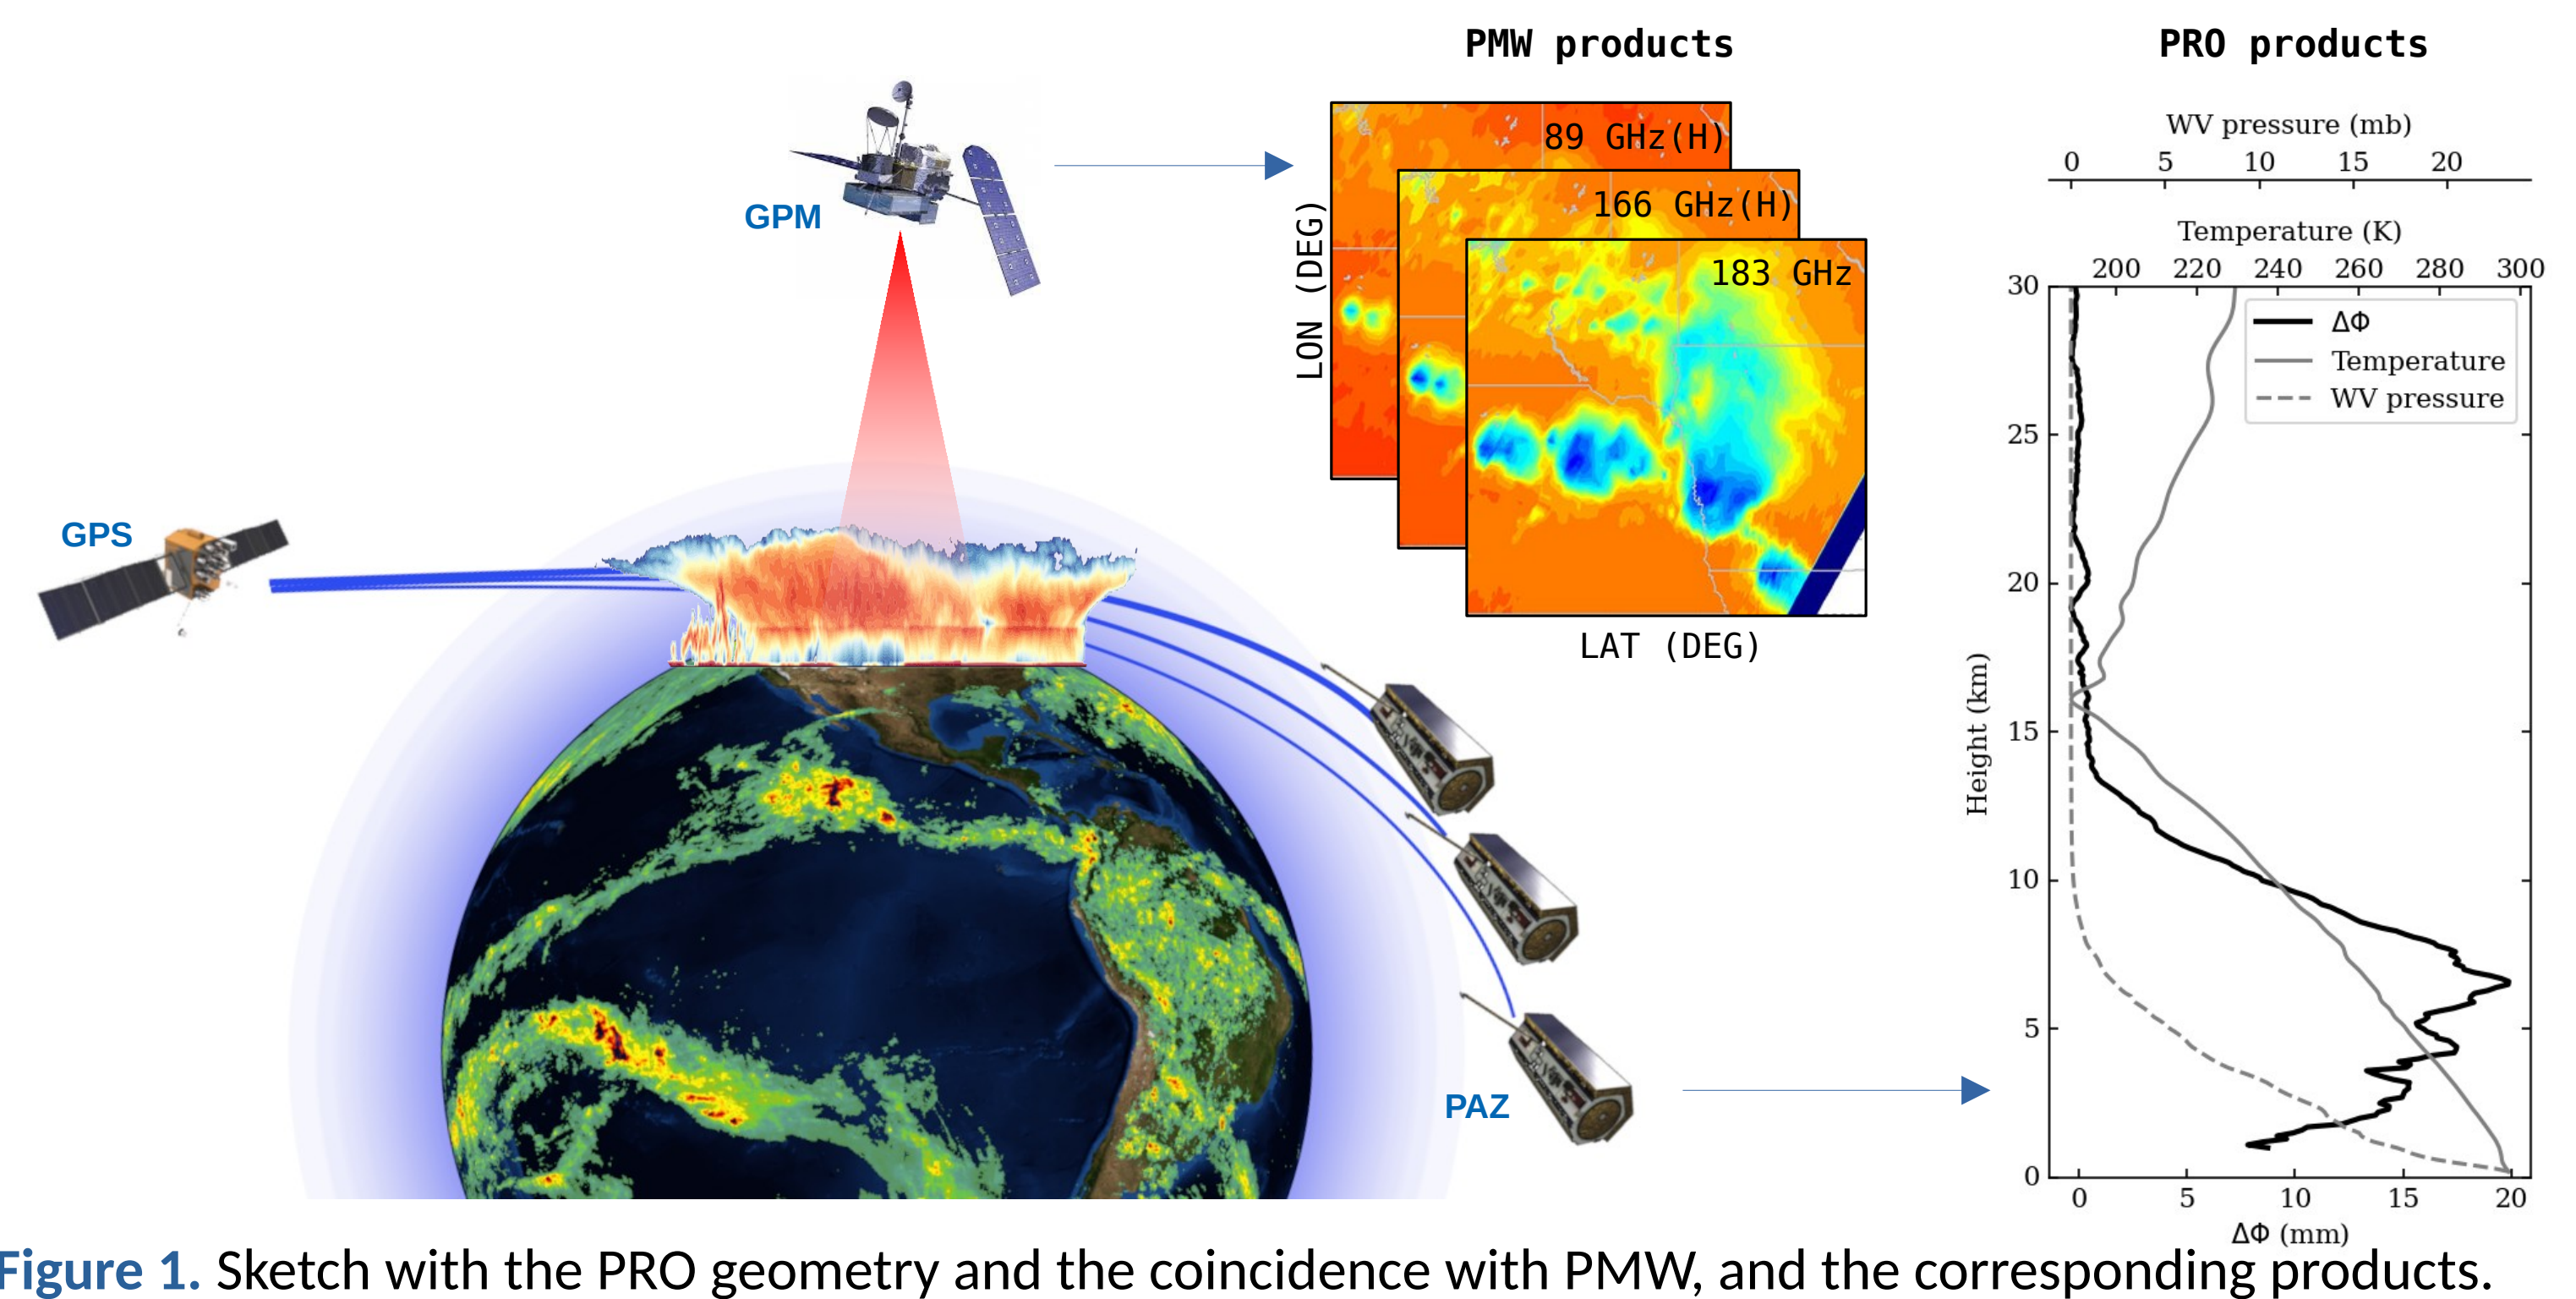 PMW products
PRO products
GPM
GPS
PAZ
89 GHz(H)
166 GHz(H)
183 GHz
LON (DEG)
LAT (DEG)
WV pressure (mb)
0 5 10 15 20
Temperature (K)
200 220 240 260 280 300
ΔΦ
Temperature
WV pressure
Height (km)
30
25
20
15
10
5
0
0 5 10 15 20
ΔΦ (mm)
Figure 1. Sketch with the PRO geometry and the coincidence with PMW, and the corresponding products.